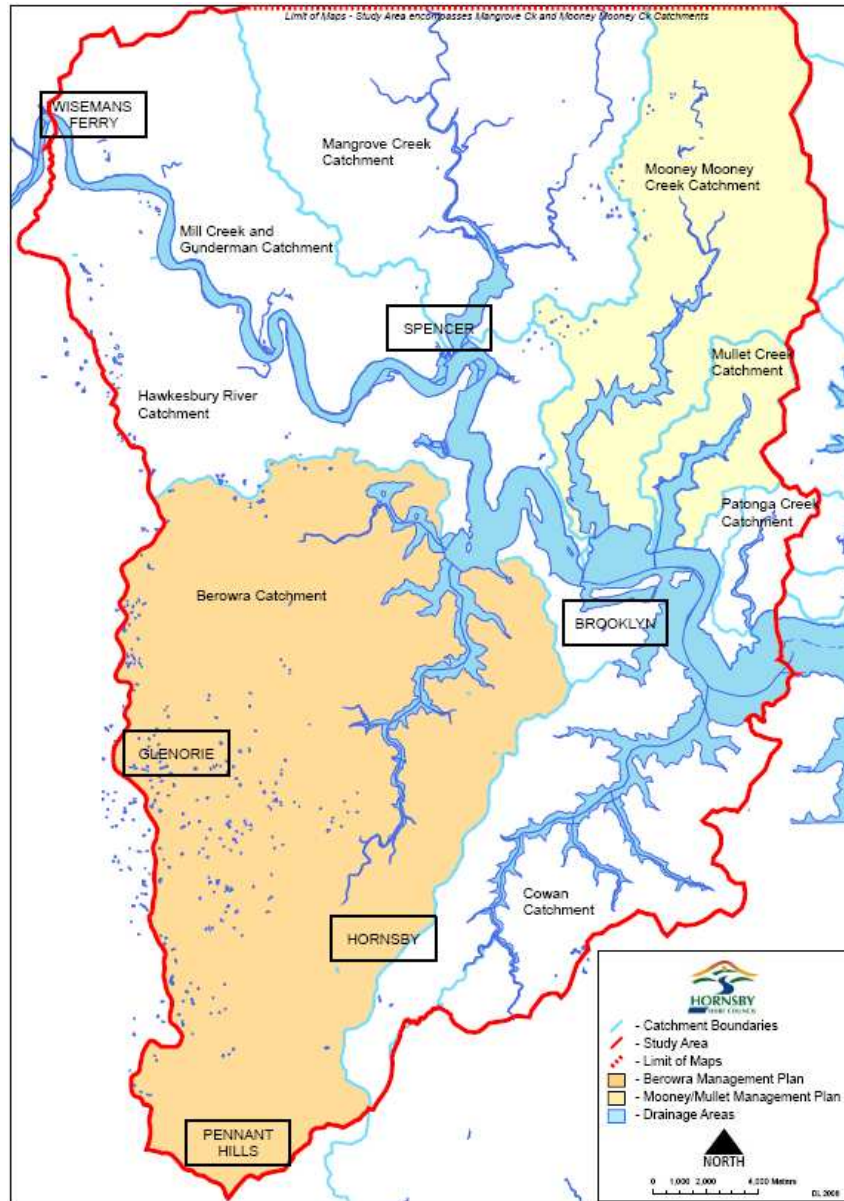 Limit of Maps - Study Area encompasses Mangrove Ck and Mooney Mooney Ck Catchments
WISEMANS
FERRY
Mangrove Creek
Catchment
Mooney Mooney
Creek Catchment
Mill Creek and
Gunderman Catchment
SPENCER
Mullet Creek
Catchment
Hawkesbury River
Catchment
Patonga Creek
Catchment
Berowra Catchment
BROOKLYN
GLENORIE
Cowan
Catchment
HORNSBY
PENNANT
HILLS
HORNSBY
SHIRE COUNCIL
- Catchment Boundaries
- Study Area
- Limit of Maps
- Berowra Management Plan
- Mooney/Mullet Management Plan
- Drainage Areas
NORTH
0 1,000 2,000 4,000 Meters